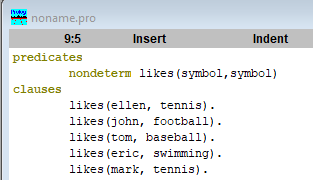 noname.pro
9:5 Insert Indent
predicates
nondeterm likes(symbol,symbol)
clauses
likes(ellen, tennis).
likes(john, football).
likes(tom, baseball).
likes(eric, swimming).
likes(mark, tennis).